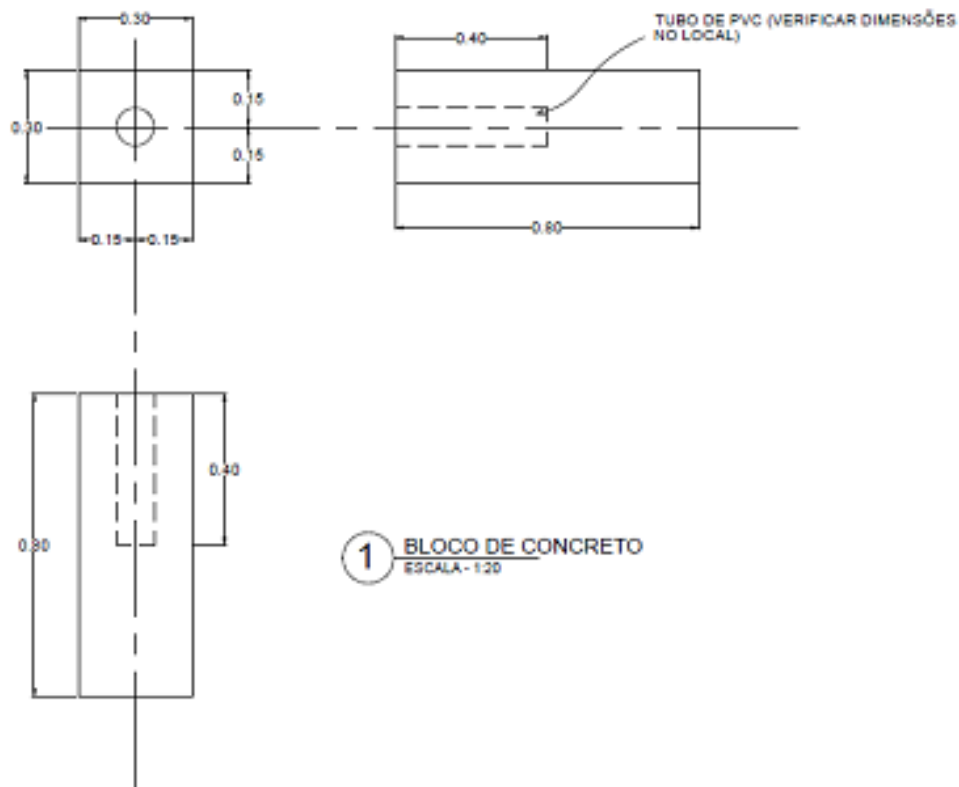 0.30
TUBO DE PVC (VERIFICAR DIMENSÕES
NO LOCAL)
0.40
0.15
0.30
0.15
0.15
0.15
0.80
0.40
0.80
1
BLOCO DE CONCRETO
ESCALA - 1:20